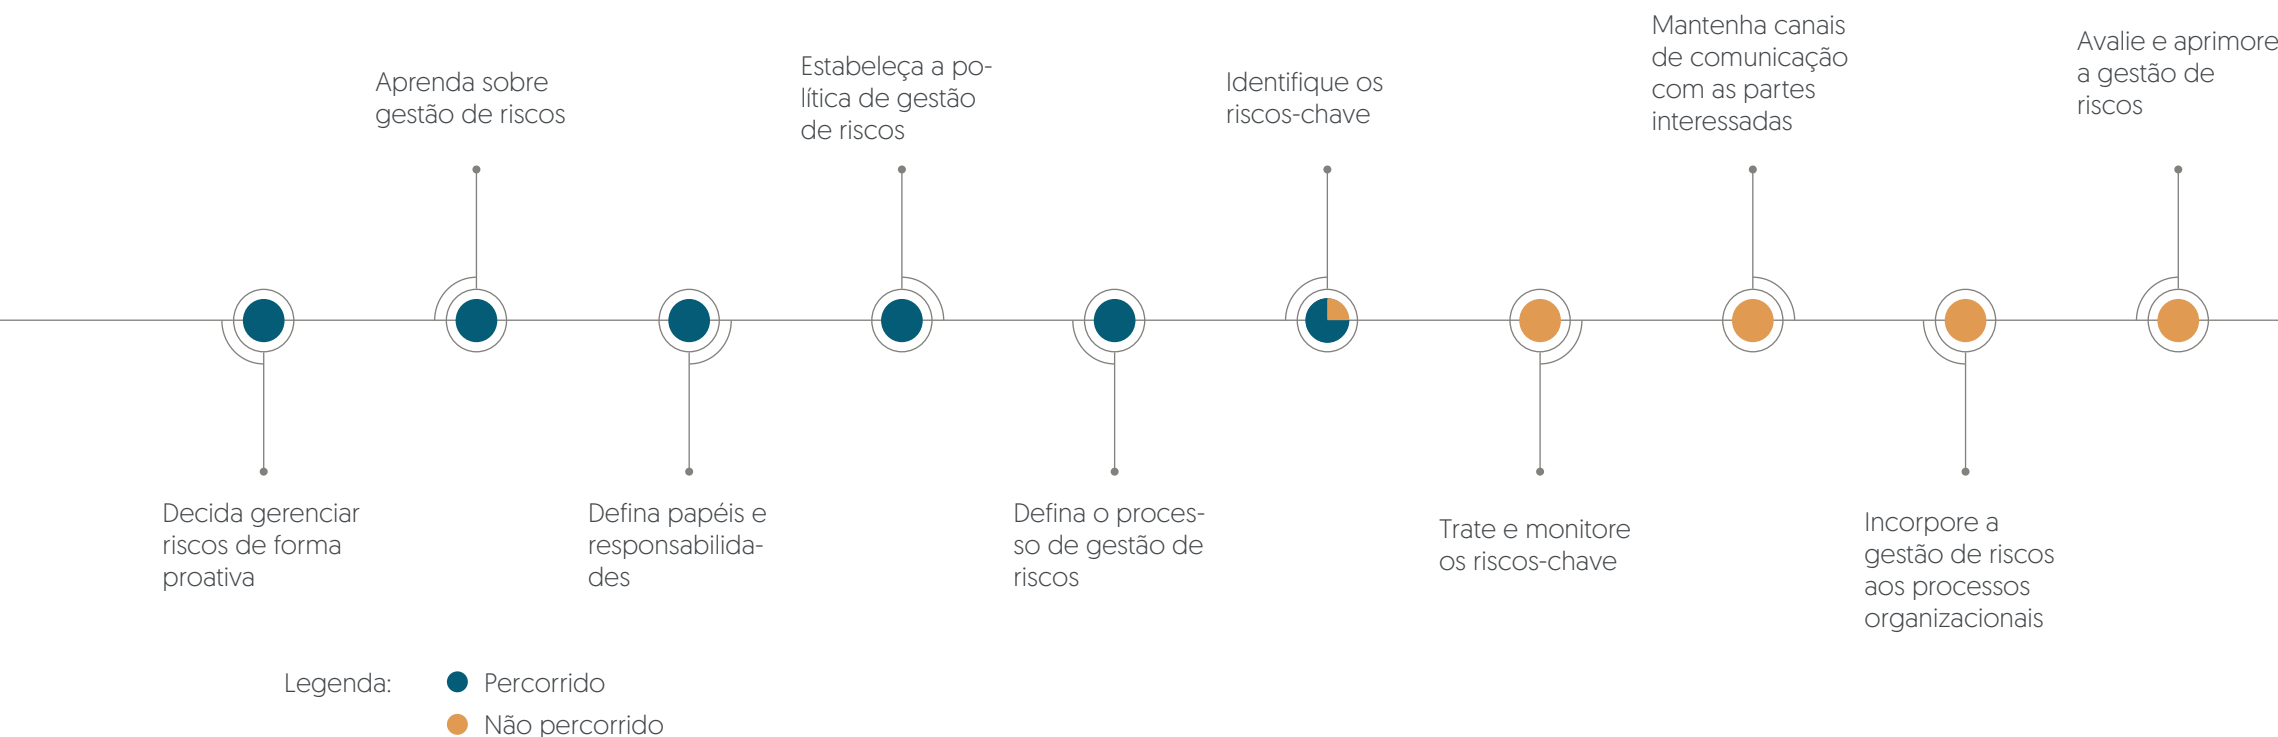 Aprenda sobre
gestão de riscos
Estabeleça a po-
lítica de gestão
de riscos
Identifique os
riscos-chave
Mantenha canais
de comunicação
com as partes
interessadas
Avalie e aprimore
a gestão de
riscos
Decida gerenciar
riscos de forma
proativa
Defina papéis e
responsabilida-
des
Defina o proces-
so de gestão de
riscos
Trate e monitore
os riscos-chave
Incorpore a
gestão de riscos
aos processos
organizacionais
Legenda:
Percorrido
Não percorrido